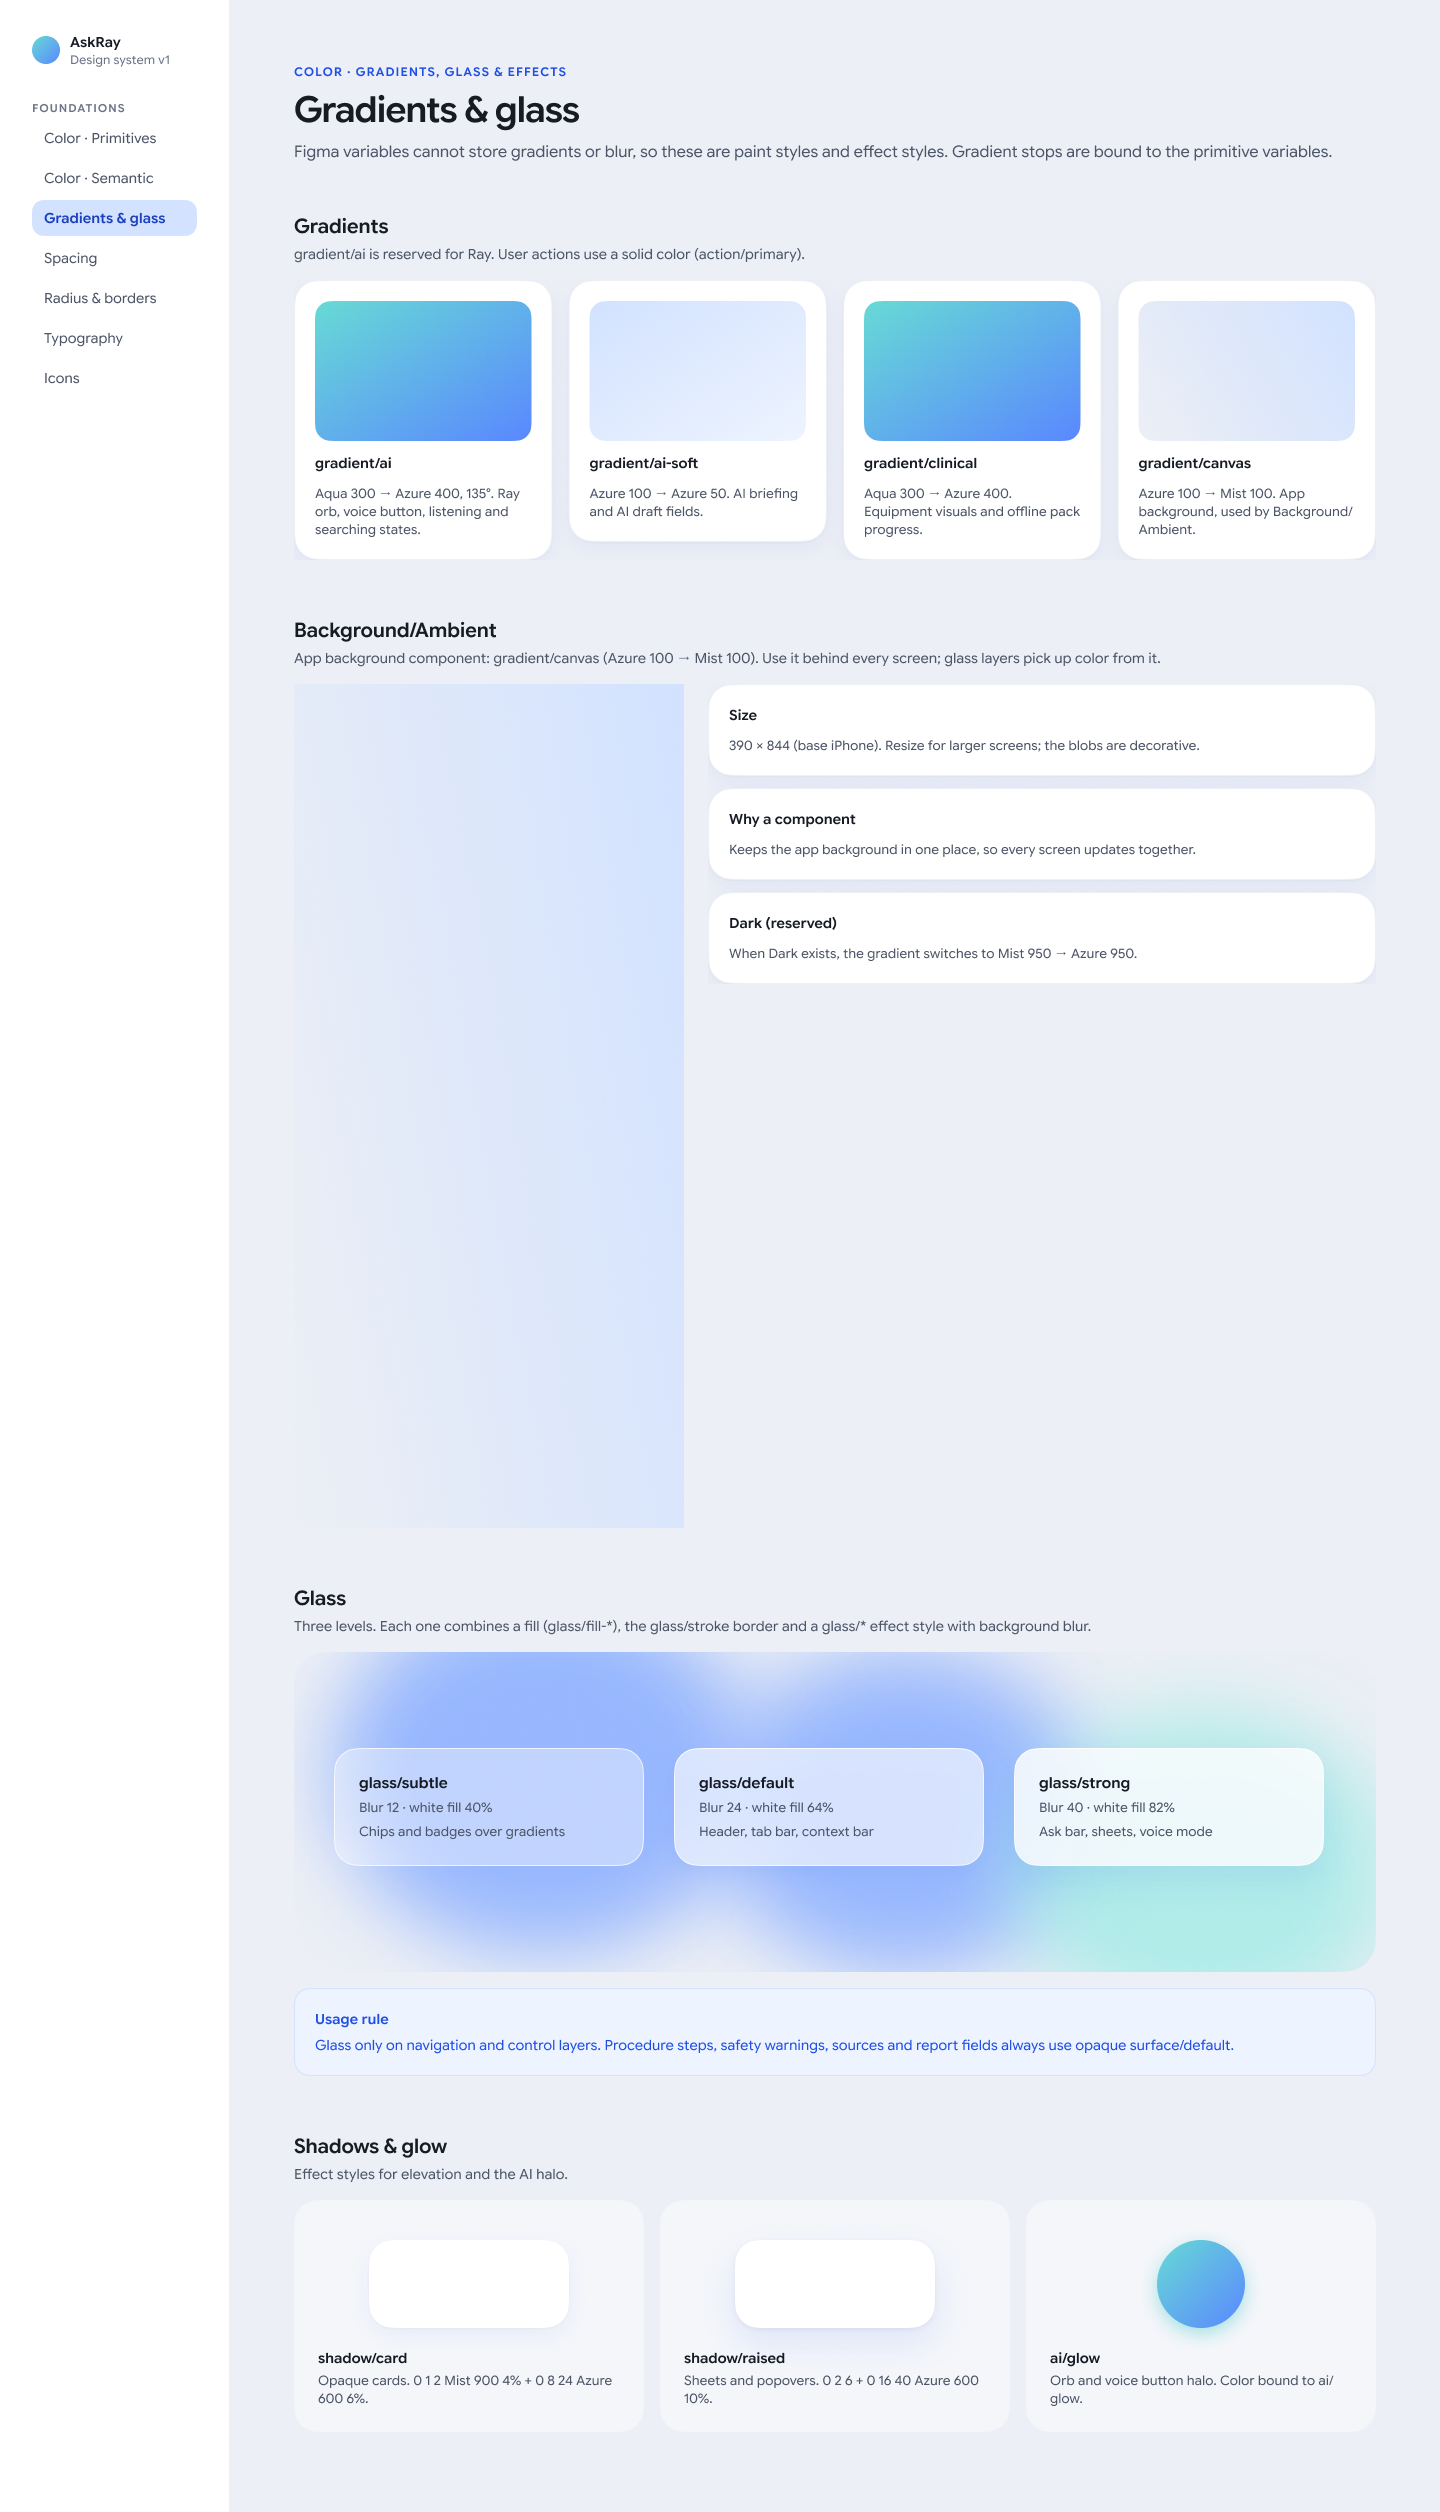 AskRay
Design system v1
FOUNDATIONS
Color · Primitives
Color · Semantic
Gradients & glass
Spacing
Radius & borders
Typography
Icons
COLOR · GRADIENTS, GLASS & EFFECTS
Gradients & glass
Figma variables cannot store gradients or blur, so these are paint styles and effect styles. Gradient stops are bound to the primitive variables.
Gradients
gradient/ai is reserved for Ray. User actions use a solid color (action/primary).
gradient/ai
Aqua 300 → Azure 400, 135°. Ray
orb, voice button, listening and
searching states.
gradient/ai-soft
Azure 100 → Azure 50. AI briefing
and AI draft fields.
gradient/clinical
Aqua 300 → Azure 400.
Equipment visuals and offline pack
progress.
gradient/canvas
Azure 100 → Mist 100. App
background, used by Background/
Ambient.
Background/Ambient
App background component: gradient/canvas (Azure 100 → Mist 100). Use it behind every screen; glass layers pick up color from it.
Size
390 × 844 (base iPhone). Resize for larger screens; the blobs are decorative.
Why a component
Keeps the app background in one place, so every screen updates together.
Dark (reserved)
When Dark exists, the gradient switches to Mist 950 → Azure 950.
Glass
Three levels. Each one combines a fill (glass/fill-*), the glass/stroke border and a glass/* effect style with background blur.
glass/subtle
Blur 12 · white fill 40%
Chips and badges over gradients
glass/default
Blur 24 · white fill 64%
Header, tab bar, context bar
glass/strong
Blur 40 · white fill 82%
Ask bar, sheets, voice mode
Usage rule
Glass only on navigation and control layers. Procedure steps, safety warnings, sources and report fields always use opaque surface/default.
Shadows & glow
Effect styles for elevation and the AI halo.
shadow/card
Opaque cards. 0 1 2 Mist 900 4% + 0 8 24 Azure
600 6%.
shadow/raised
Sheets and popovers. 0 2 6 + 0 16 40 Azure 600
10%.
ai/glow
Orb and voice button halo. Color bound to ai/
glow.